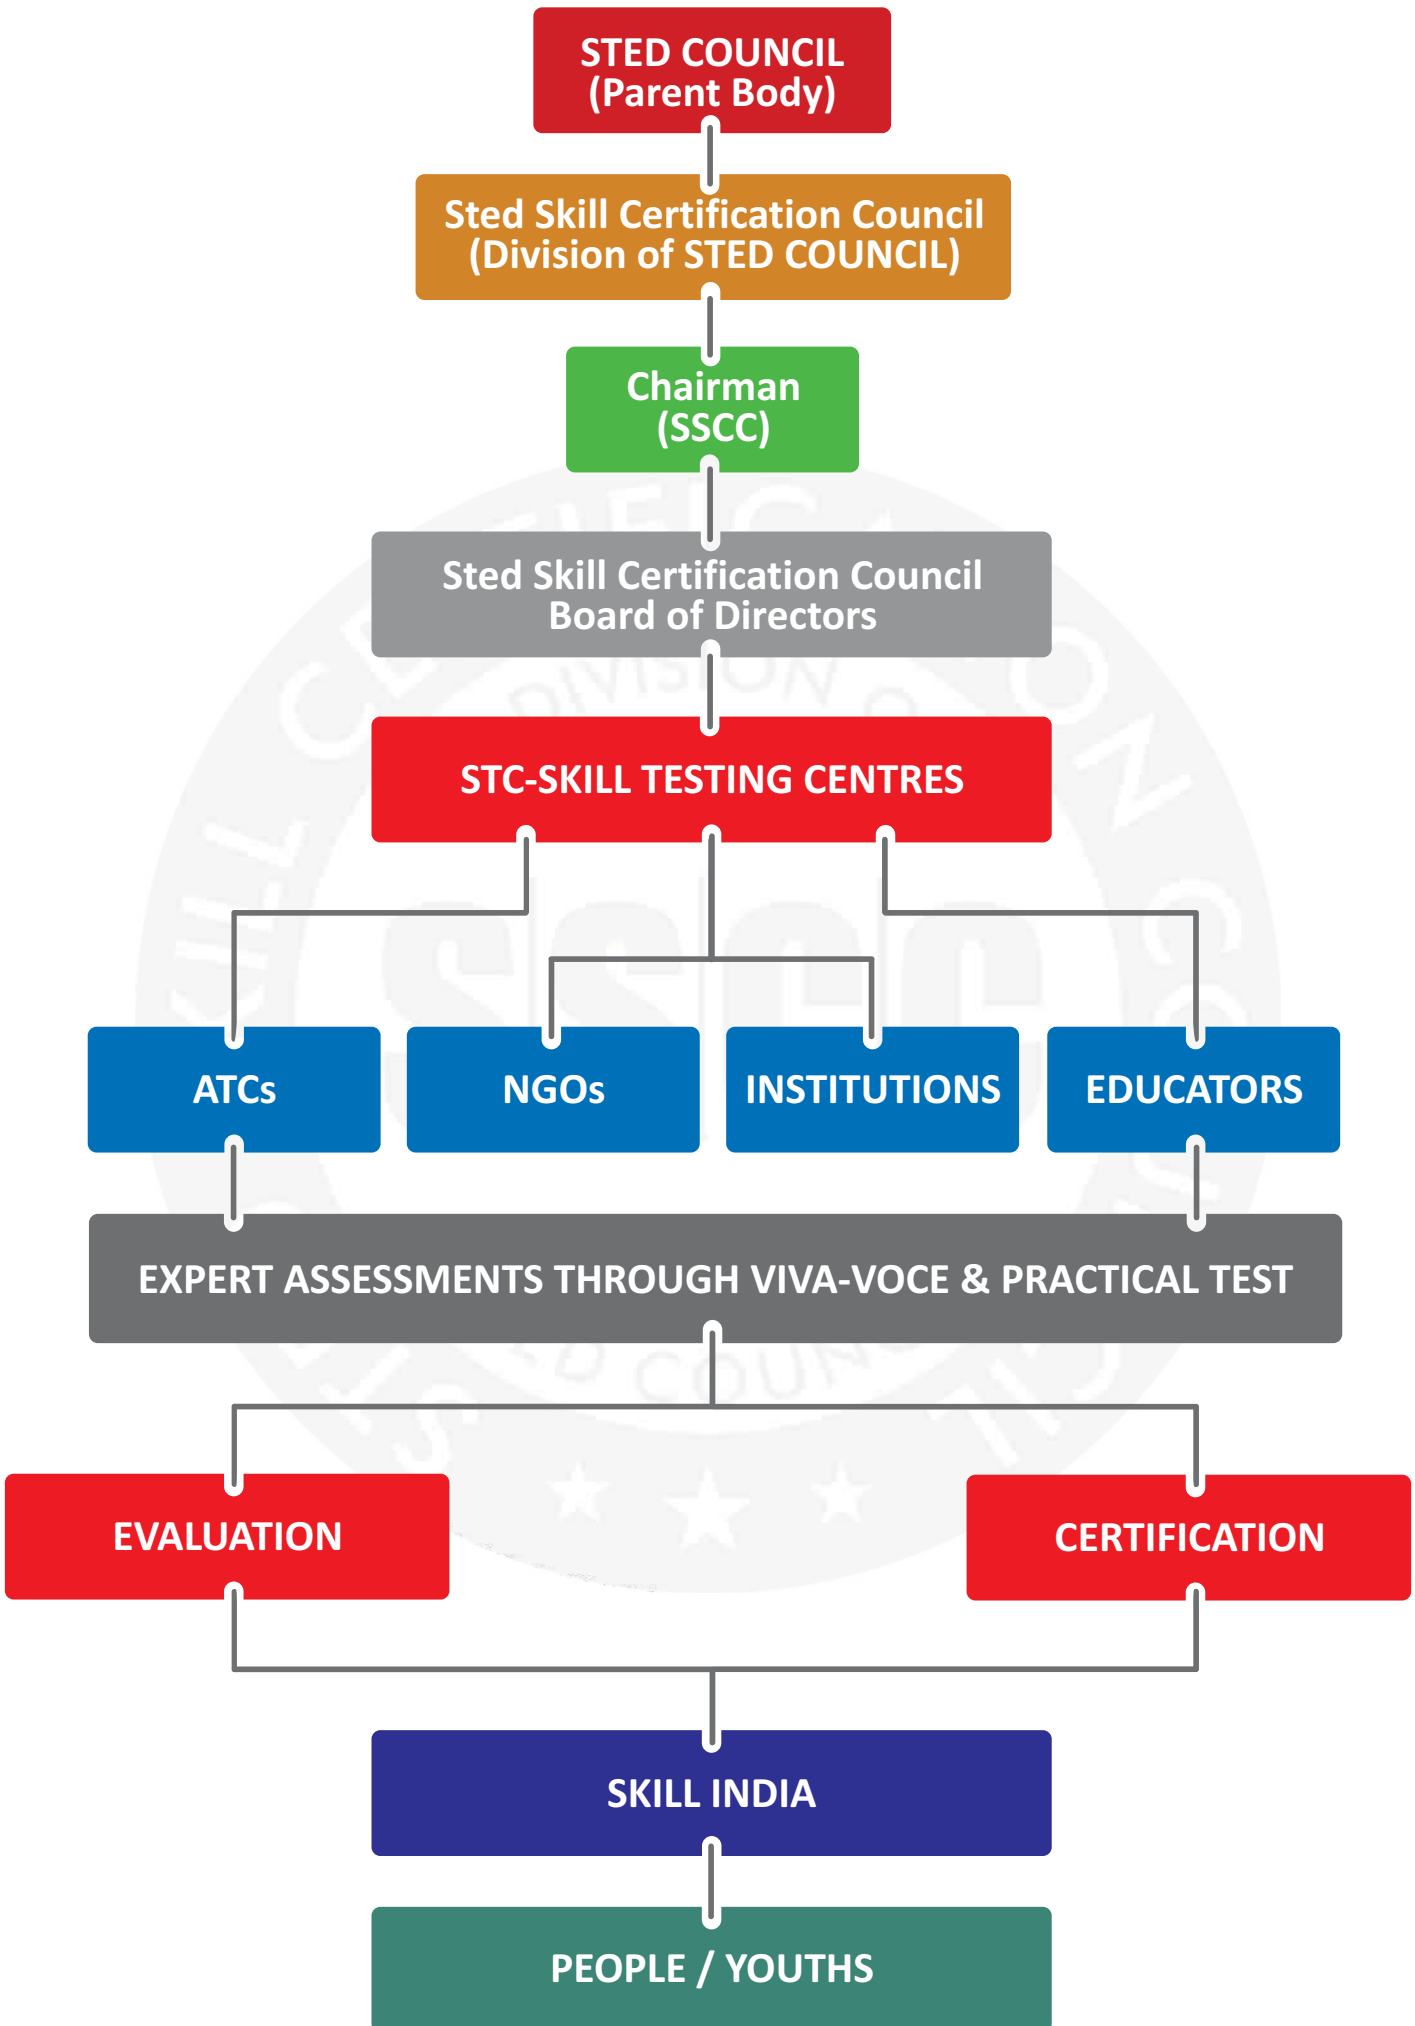 STED COUNCIL
(Parent Body)
Sted Skill Certification Council
(Division of STED COUNCIL)
Chairman
(SSCC)
Sted Skill Certification Council
Board of Directors
STC-SKILL TESTING CENTRES
ATCs
NGOs
INSTITUTIONS
EDUCATORS
EXPERT ASSESSMENTS THROUGH VIVA-VOCE & PRACTICAL TEST
EVALUATION
CERTIFICATION
SKILL INDIA
PEOPLE / YOUTHS
SSCC